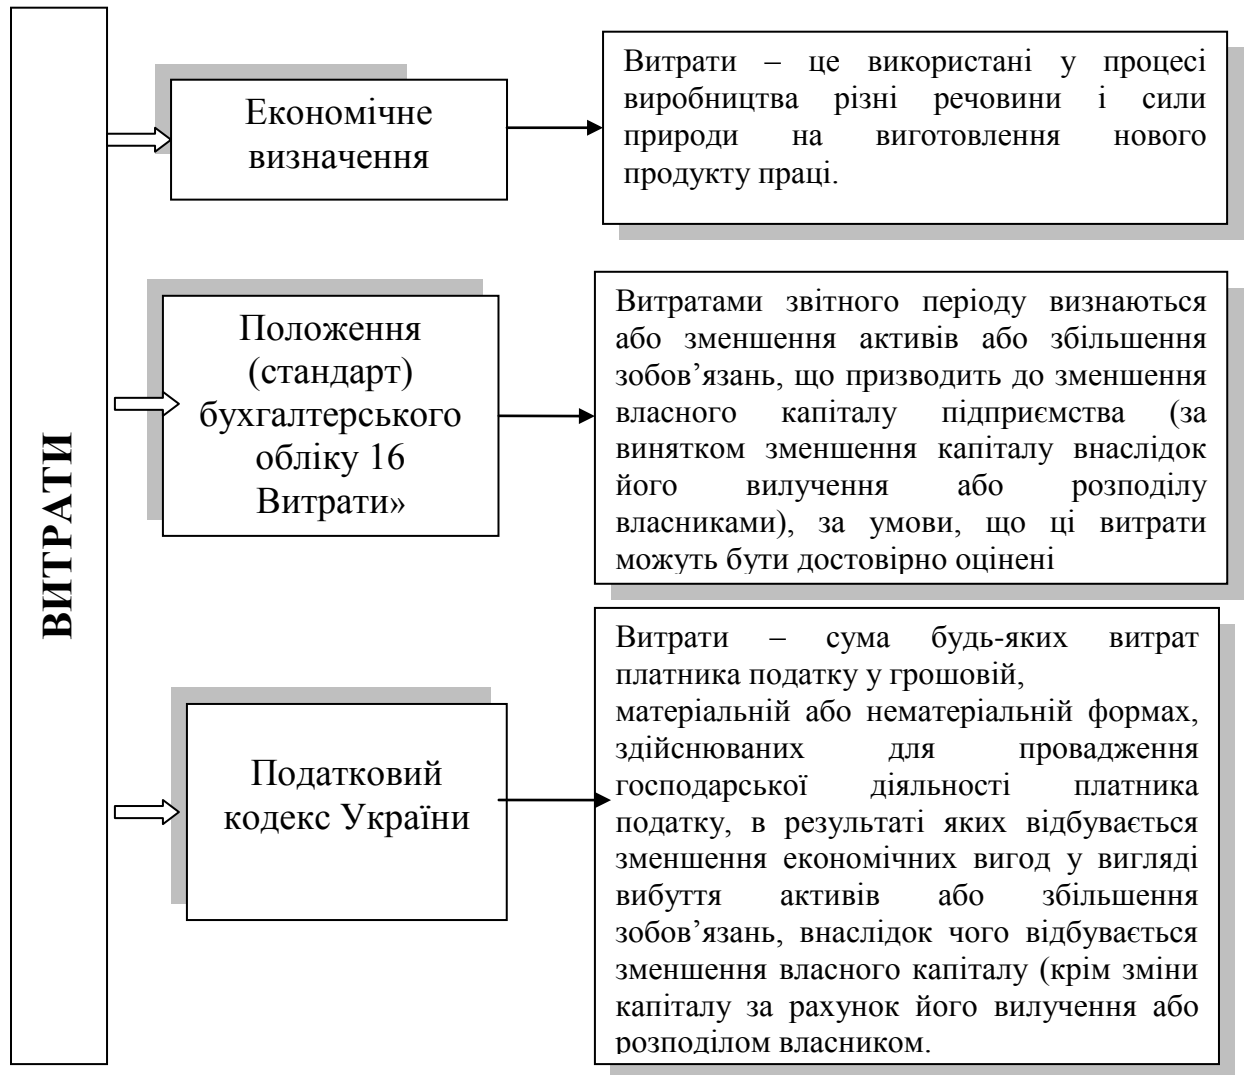 ВИТРАТИ
Економічне
визначення
Витрати – це використані у процесі
виробництва різні речовини і сили
природи на виготовлення нового
продукту праці.
Положення
(стандарт)
бухгалтерського
обліку 16
Витрати»
Витратами звітного періоду визнаються
або зменшення активів або збільшення
зобов’язань, що призводить до зменшення
власного капіталу підприємства (за
винятком зменшення капіталу внаслідок
його вилучення або розподілу
власниками), за умови, що ці витрати
можуть бути достовірно оцінені
Податковий
кодекс України
Витрати – сума будь-яких витрат
платника податку у грошовій,
матеріальній або нематеріальній формах,
здійснюваних для провадження
господарської діяльності платника
податку, в результаті яких відбувається
зменшення економічних вигод у вигляді
вибуття активів або збільшення
зобов’язань, внаслідок чого відбувається
зменшення власного капіталу (крім зміни
капіталу за рахунок його вилучення або
розподілом власником.